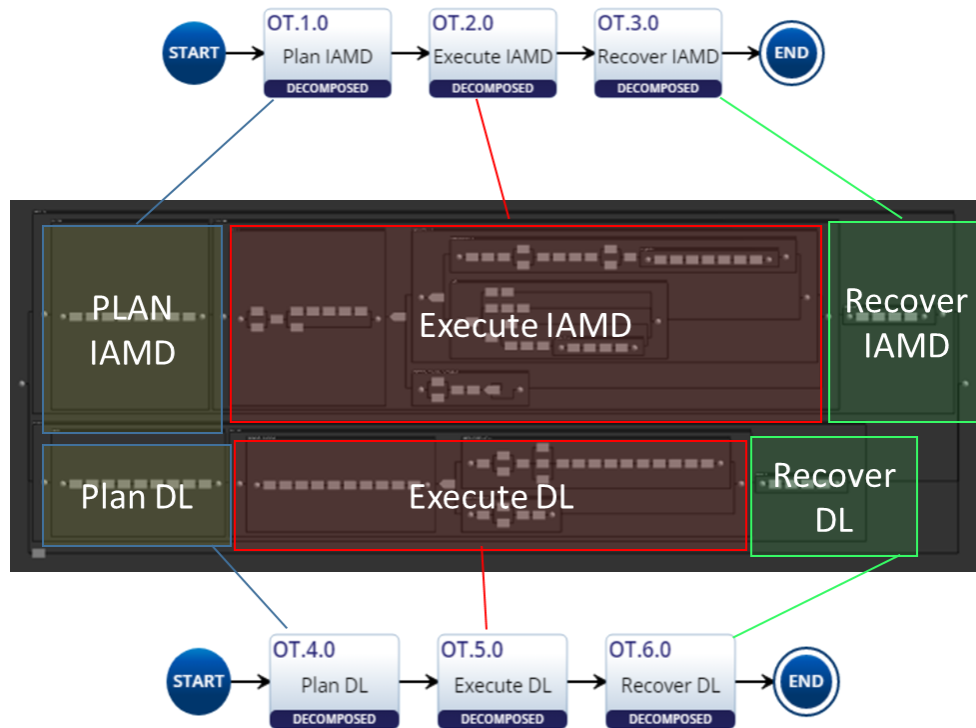 OT.1.0
OT.2.0
OT.3.0
START
Plan IAMD
Execute IAMD
Recover IAMD
END
DECOMPOSED
DECOMPOSED
DECOMPOSED
PLAN
IAMD
Execute IAMD
Recover
IAMD
Plan DL
Execute DL
Recover
DL
OT.4.0
OT.5.0
OT.6.0
START
Plan DL
Execute DL
Recover DL
END
DECOMPOSED
DECOMPOSED
DECOMPOSED